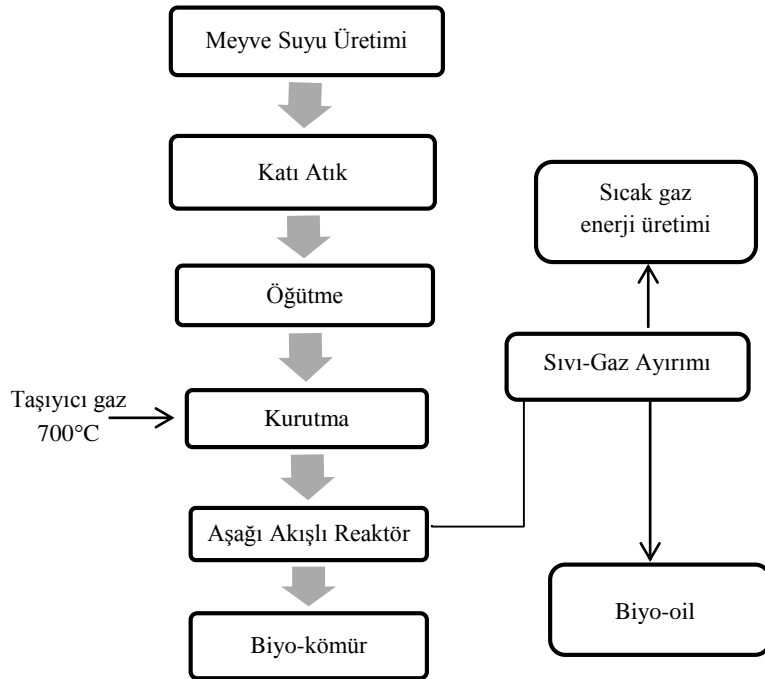 Meyve Suyu Üretimi
Katı Atık
Öğütme
Taşıyıcı gaz
700°C
Kurutma
Aşağı Akışlı Reaktör
Biyo-kömür
Sıcak gaz
enerji üretimi
Sıvı-Gaz Ayırımı
Biyo-oil